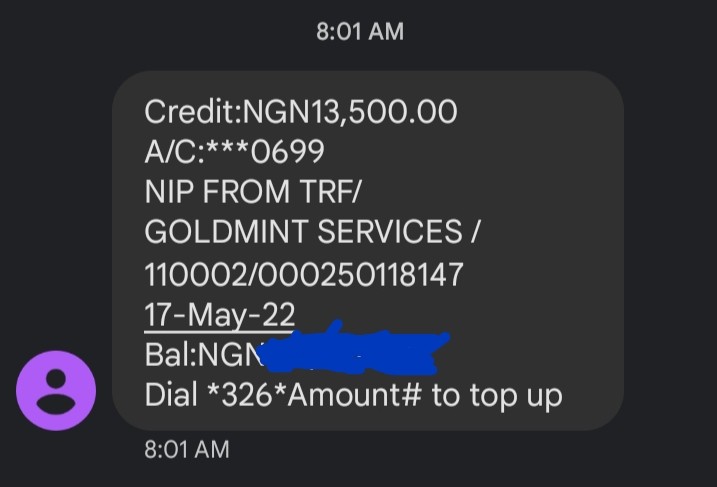 8:01 AM
Credit:NGN13,500.00
A/C:***0699
NIP FROM TRF/
GOLDMINT SERVICES /
110002/000250118147
17-May-22
Bal:NGN
Dial *326*Amount# to top up
8:01 AM